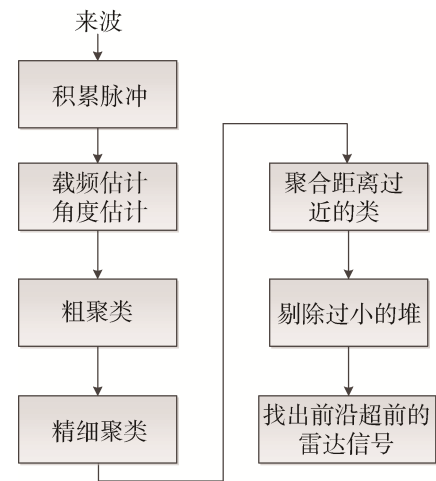 来波
积累脉冲
载频估计
角度估计
粗聚类
精细聚类
聚合距离过
近的类
剔除过小的堆
找出前沿超前的
雷达信号